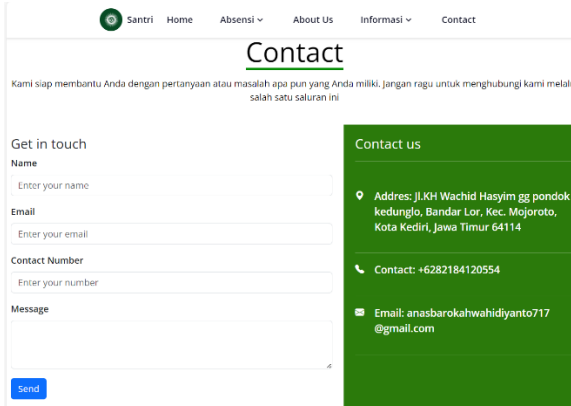 Santri Home Absensi About Us Informasi Contact
Contact
Kami siap membantu Anda dengan pertanyaan atau masalah apa pun yang Anda miliki. Jangan ragu untuk menghubungi kami melal
salah satu saluran ini
Get in touch
Name
Enter your name
Email
Enter your email
Contact Number
Enter your number
Message
Send
Contact us
Addres: Jl.KH Wachid Hasyim gg pondok
kedunglo, Bandar Lor, Kec. Mojoroto,
Kota Kediri, Jawa Timur 64114
Contact: +6282184120554
Email: anasbarokahwahidiyanto717
@gmail.com